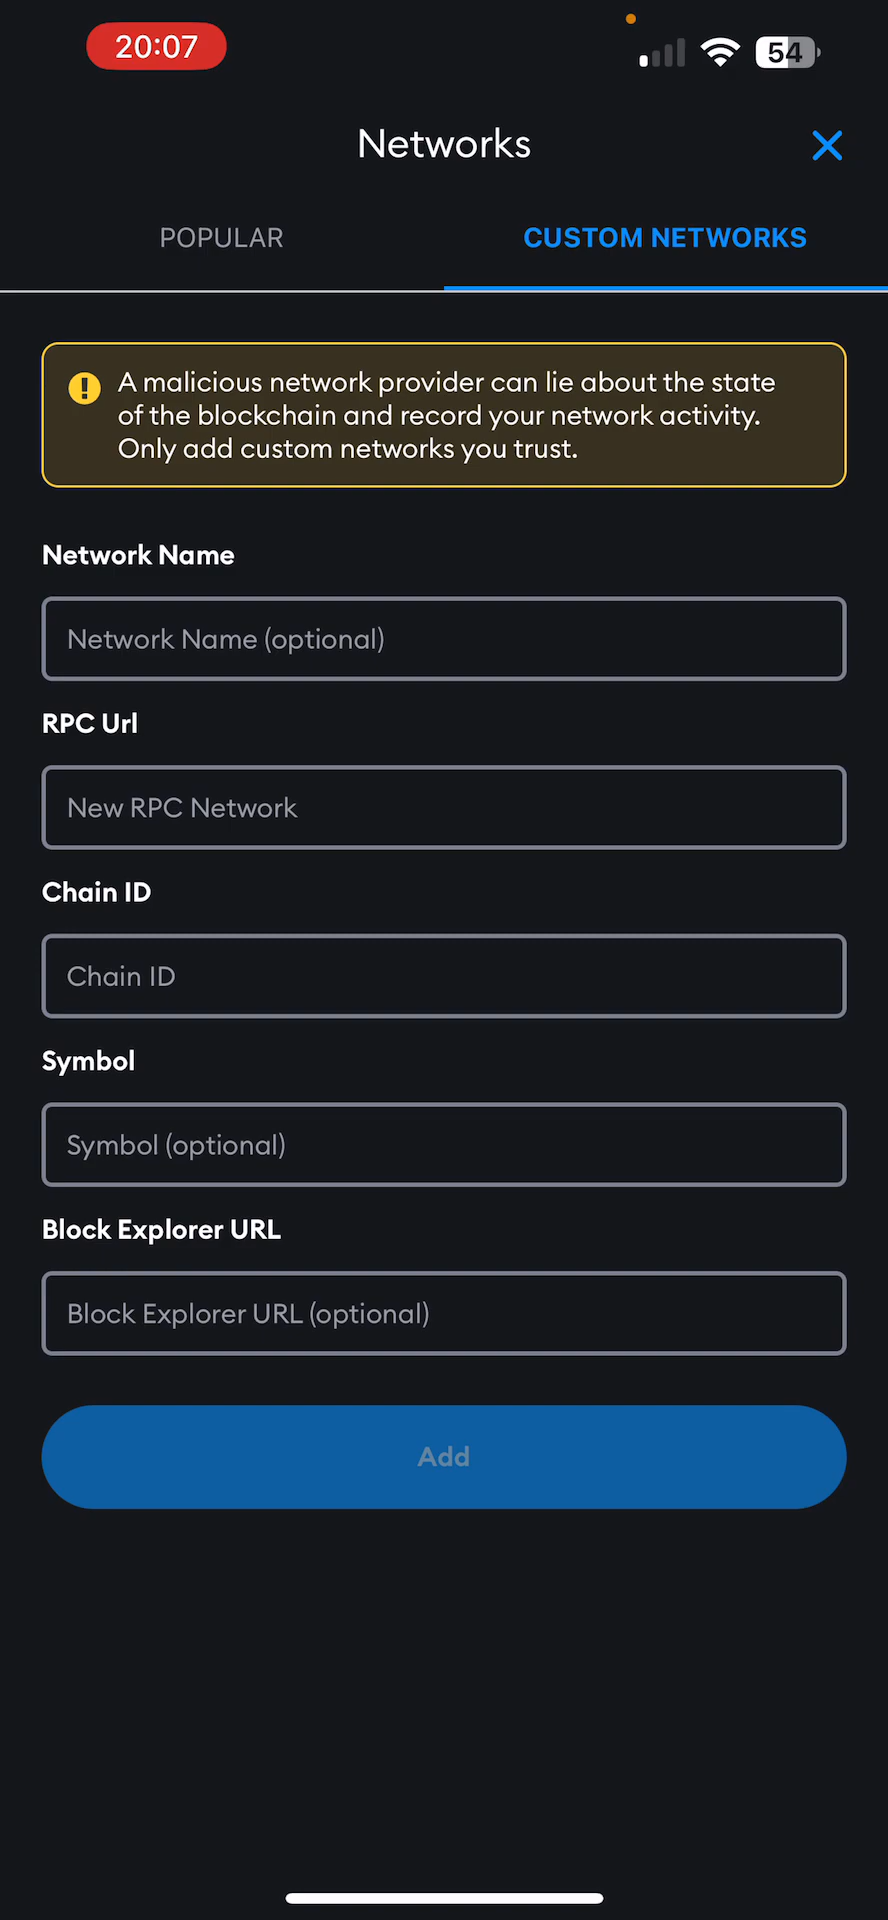 20:07
54
Networks
POPULAR
CUSTOM NETWORKS
A malicious network provider can lie about the state
of the blockchain and record your network activity.
Only add custom networks you trust.
Network Name
Network Name (optional)
RPC Url
New RPC Network
Chain ID
Chain ID
Symbol
Symbol (optional)
Block Explorer URL
Block Explorer URL (optional)
Add